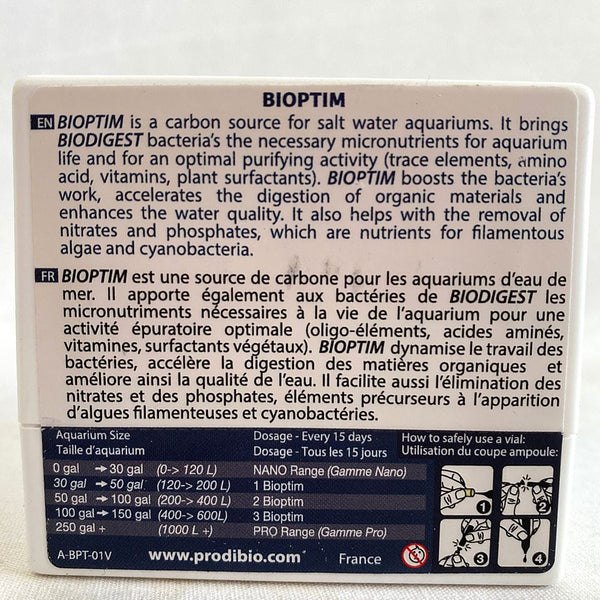 BIOPTIM
EN BIOPTIM is a carbon source for salt water aquariums. It brings
BIODIGEST bacteria's the necessary micronutrients for aquarium
life and for an optimal purifying activity (trace elements, amino
acid, vitamins, plant surfactants). BIOPTIM boosts the bacteria's
work, accelerates the digestion of organic materials and
enhances the water quality. It also helps with the removal of
nitrates and phosphates, which are nutrients for filamentous
algae and cyanobacteria.
FR BIOPTIM est une source de carbone pour les aquariums d'eau de
mer. Il apporte également aux bactéries de BIODIGEST les
micronutriments nécessaires à la vie de l'aquarium pour une
activité épuratoire optimale (oligo-éléments, acides aminés,
vitamines, surfactants végétaux). BIOPTIM dynamise le travail des
bactéries, accélère la digestion des matières organiques et
améliore ainsi la qualité de l'eau. Il facilite aussi l'élimination des
nitrates et des phosphates, éléments précurseurs à l'apparition
d'algues filamenteuses et cyanobactéries.
Aquarium Size Dosage - Every 15 days How to safely use a vial:
Taille d'aquarium Dosage - Tous les 15 jours Utilisation du coupe ampoule:
0 gal → 30 gal (0-> 120 L) NANO Range (Gamme Nano)
30 gal → 50 gal (120-> 200 L) 1 Bioptim
50 gal → 100 gal (200-> 400 L) 2 Bioptim
100 gal → 150 gal (400-> 600L) 3 Bioptim
250 gal + (1000 L +) PRO Range (Gamme Pro)
1 2
3 4
A-BPT-01V www.prodibio.com France